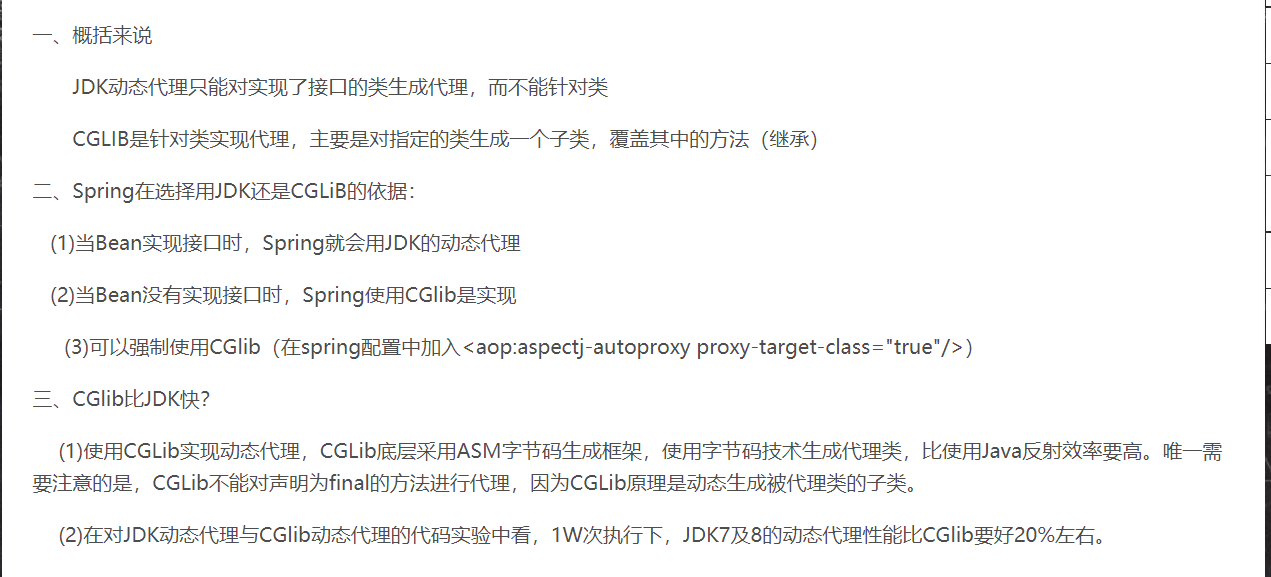 一、概括来说
JDK动态代理只能对实现了接口的类生成代理，而不能针对类
CGLIB是针对类实现代理，主要是对指定的类生成一个子类，覆盖其中的方法（继承）
二、Spring在选择用JDK还是CGLiB的依据：
(1)当Bean实现接口时，Spring就会用JDK的动态代理
(2)当Bean没有实现接口时，Spring使用CGlib是实现
(3)可以强制使用CGlib（在spring配置中加入<aop:aspectj-autoproxy proxy-target-class="true"/>）
三、CGlib比JDK快？
(1)使用CGLib实现动态代理，CGLib底层采用ASM字节码生成框架，使用字节码技术生成代理类，比使用Java反射效率要高。唯一需
要注意的是，CGLib不能对声明为final的方法进行代理，因为CGLib原理是动态生成被代理类的子类。
(2)在对JDK动态代理与CGlib动态代理的代码实验中看，1W次执行下，JDK7及8的动态代理性能比CGlib要好20%左右。